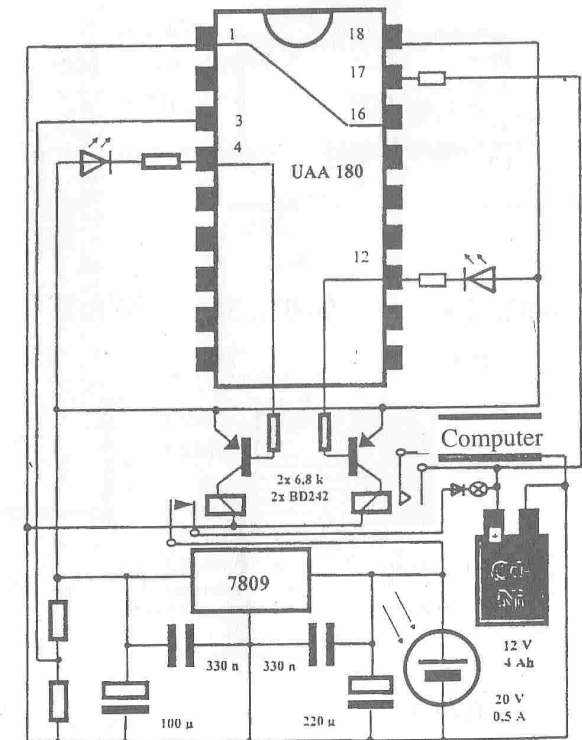 1
18
17
3
16
4
UAA 180
12
Computer
2x 6.8 k
2x BD242
+
Cd-
Ni
7809
12 V
4 Ah
330 n
330 n
20 V
0.5 A
100 µ
220 µ